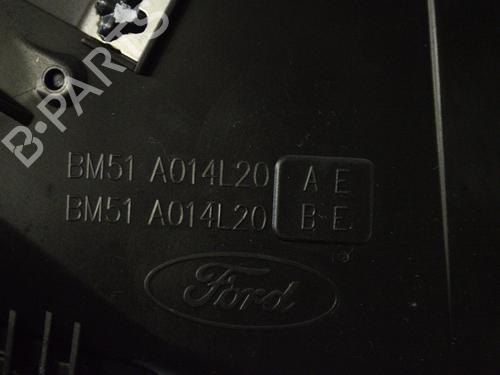 B-PARTS
BM51 A014L20 A E
BM51 A014L20 B E
Ford